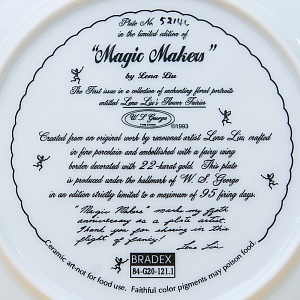 Plate No.
in the limited edition of
"Magic Makers"
by Lena Liu
The First issue in a collection of enchanting floral portraits
entitled Lena Liu's Flower Fairies
W. S. George
©1993
Created from an original work by renowned artist Lena Liu, crafted
in fine porcelain and embellished with a fairy wing
border decorated with 22-karat gold. This plate
is produced under the hallmark of W. S. George
in an edition strictly limited to a maximum of 95 firing days.
"Magic Makers" marks my fifth
anniversary as a plate artist.
Thank you for sharing in this
flight of fancy!
Lena Liu
BRADEX
84-G20-121.1
Ceramic art-not for food use. Faithful color pigments may poison food.